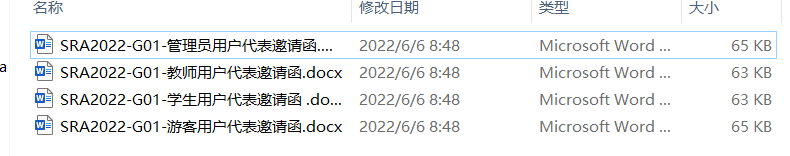 名称 修改日期 类型 大小
SRA2022-G01-管理员用户代表邀请函.... 2022/6/6 8:48 Microsoft Word ... 65 KB
a
SRA2022-G01-教师用户代表邀请函.docx 2022/6/6 8:48 Microsoft Word ... 63 KB
SRA2022-G01-学生用户代表邀请函 .do... 2022/6/6 8:48 Microsoft Word ... 63 KB
SRA2022-G01-游客用户代表邀请函.docx 2022/6/6 8:48 Microsoft Word ... 65 KB